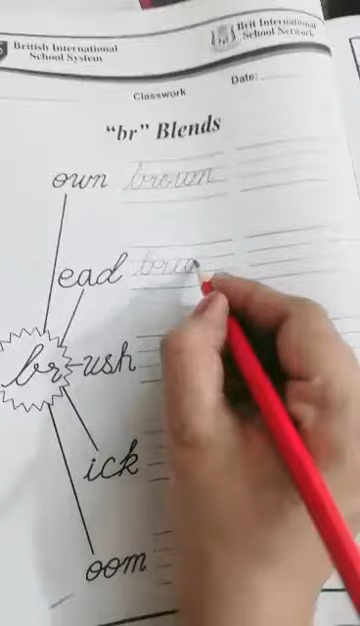 British International
School System
Brit International
School Network
Classwork
Date:
"br" Blends
own brown
ead
br
ush
ick
oom